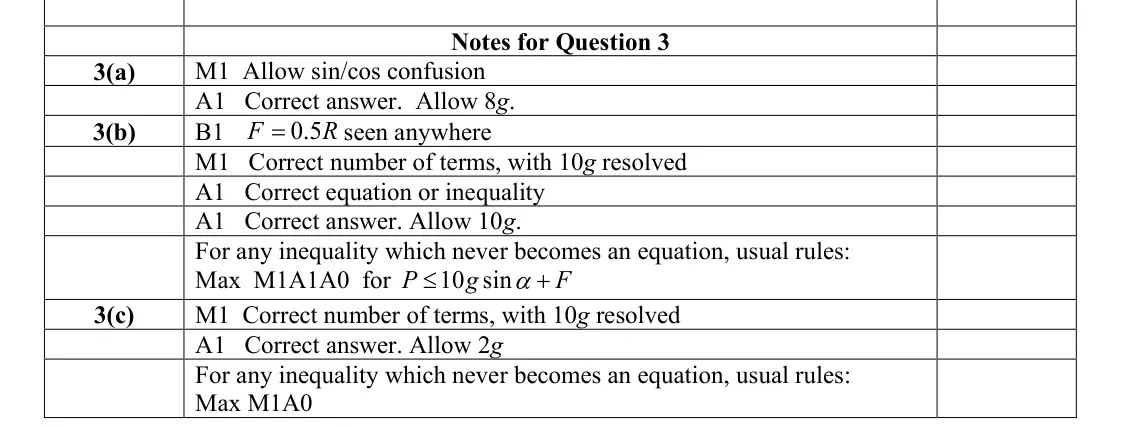 Notes for Question 3
3(a) M1 Allow sin/cos confusion
A1 Correct answer. Allow 8g.
3(b) B1 F = 0.5R seen anywhere
M1 Correct number of terms, with 10g resolved
A1 Correct equation or inequality
A1 Correct answer. Allow 10g.
For any inequality which never becomes an equation, usual rules:
Max M1A1A0 for P ≤ 10g sin α + F
3(c) M1 Correct number of terms, with 10g resolved
A1 Correct answer. Allow 2g
For any inequality which never becomes an equation, usual rules:
Max M1A0